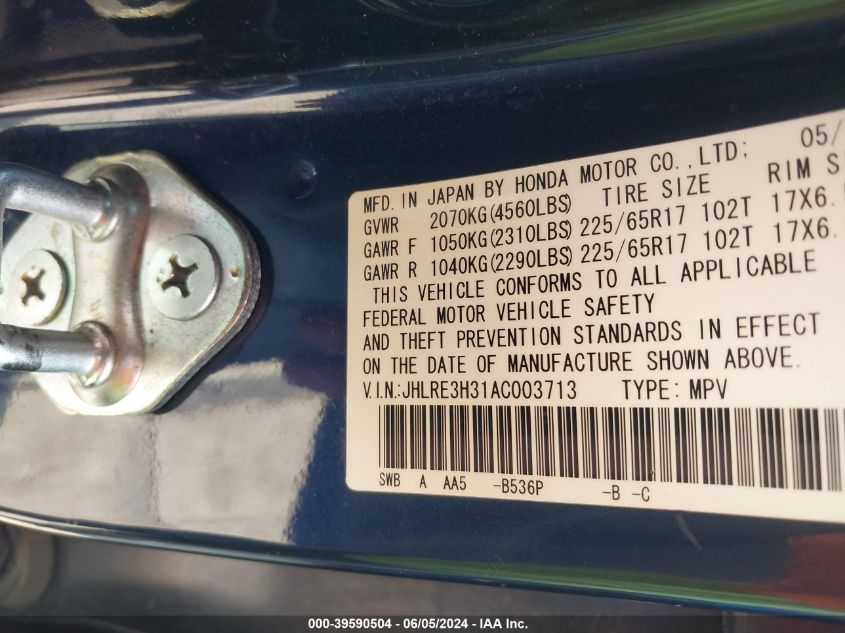 MFD. IN JAPAN BY HONDA MOTOR CO.,LTD; 05/
GVWR 2070KG(4560LBS) TIRE SIZE RIM S
GAWR F 1050KG(2310LBS) 225/65R17 102T 17X6.
GAWR R 1040KG(2290LBS) 225/65R17 102T 17X6.
THIS VEHICLE CONFORMS TO ALL APPLICABLE
FEDERAL MOTOR VEHICLE SAFETY
AND THEFT PREVENTION STANDARDS IN EFFECT
ON THE DATE OF MANUFACTURE SHOWN ABOVE.
V.I.N:JHLRE3H31AC003713 TYPE: MPV
SWB A AA5 -B536P -B -C
000-39590504 / 06/05/2024 - IAA Inc.